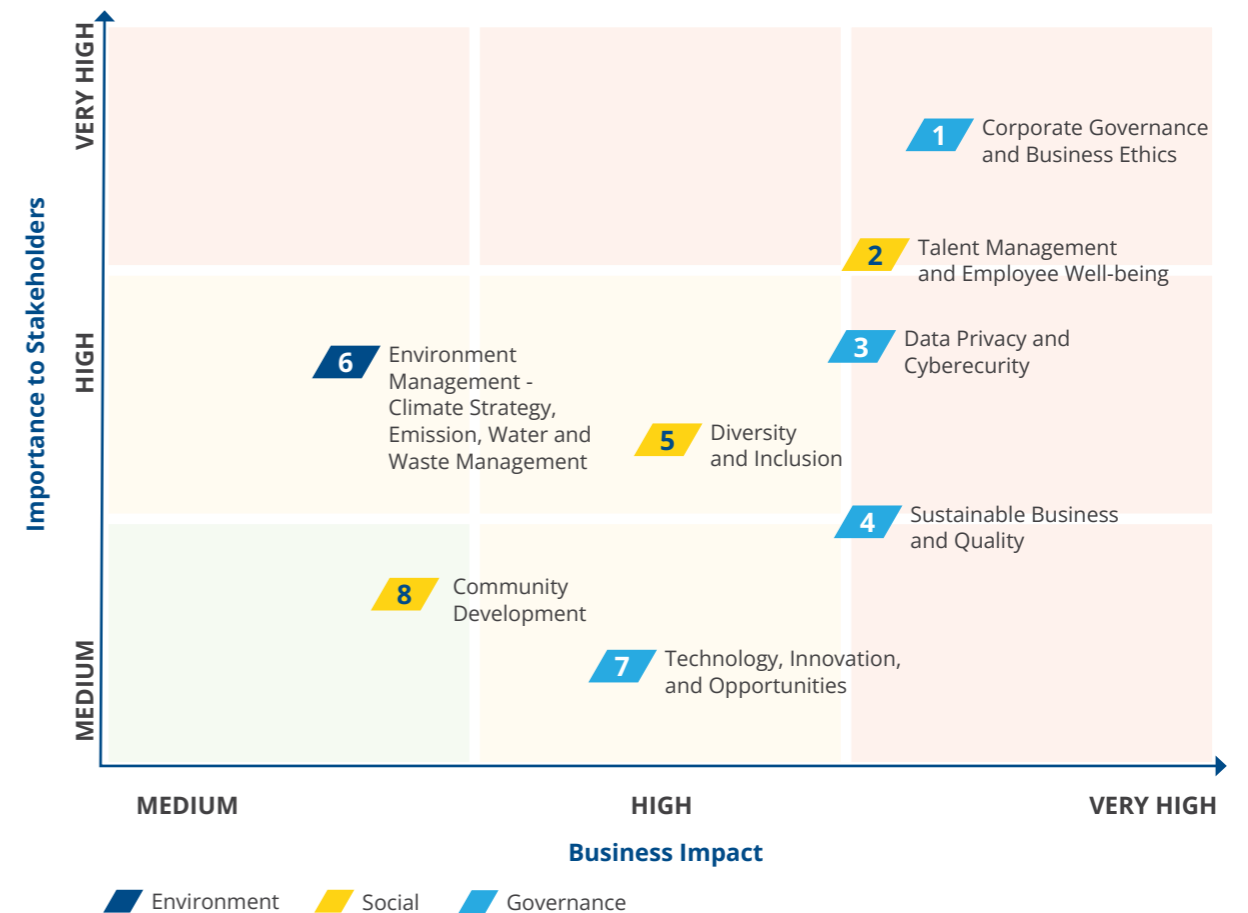 VERY HIGH
HIGH
MEDIUM
Importance to Stakeholders
1
Corporate Governance
and Business Ethics
2
Talent Management
and Employee Well-being
3
Data Privacy and
Cyberecurity
6
Environment
Management -
Climate Strategy,
Emission, Water and
Waste Management
5
Diversity
and Inclusion
4
Sustainable Business
and Quality
8
Community
Development
7
Technology, Innovation,
and Opportunities
MEDIUM
HIGH
VERY HIGH
Business Impact
Environment
Social
Governance